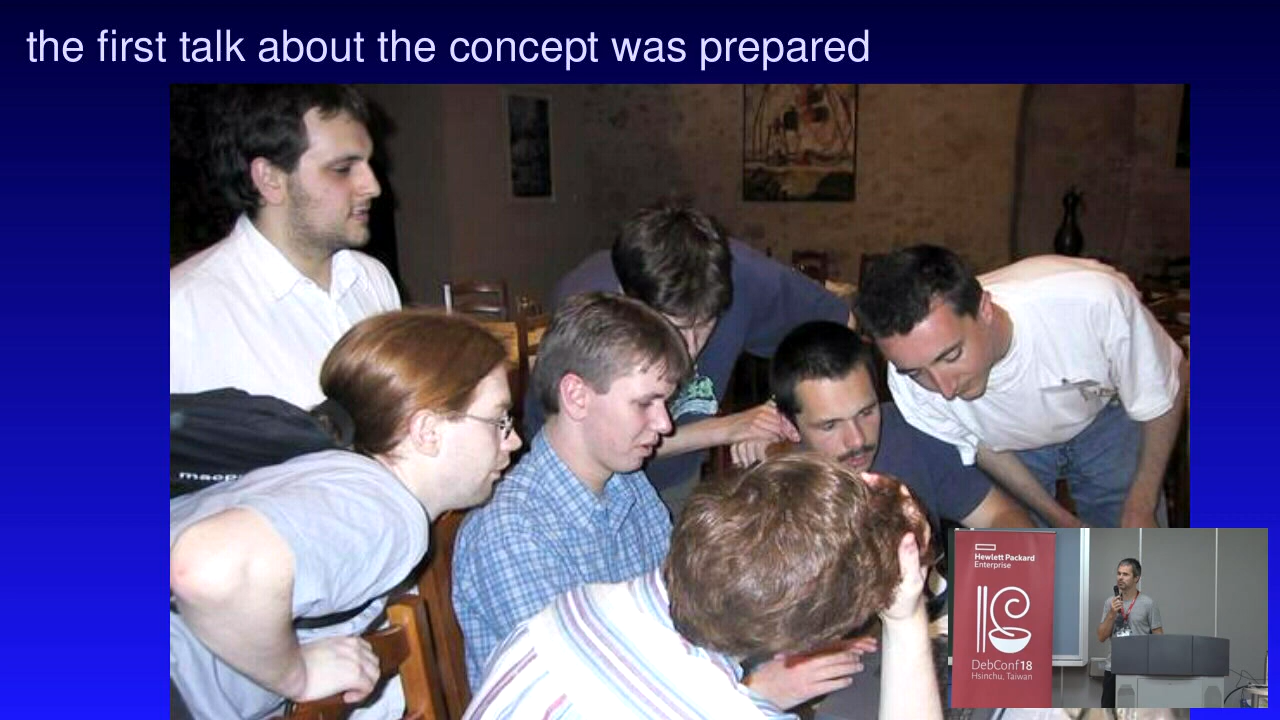 the first talk about the concept was prepared
Hewlett Packard
Enterprise
DebConf18
Hsinchu, Taiwan